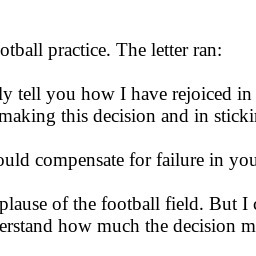 otball practice. The letter ran:
ly tell you how I have rejoiced in
making this decision and in sticki
ould compensate for failure in you
plause of the football field. But I
erstand how much the decision m